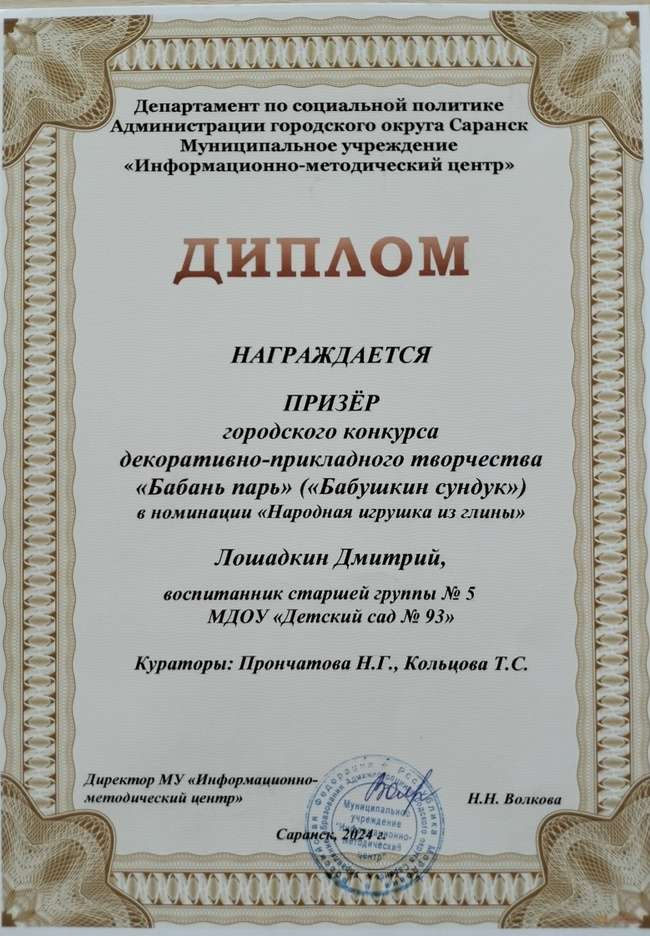 Департамент по социальной политике
Администрации городского округа Саранск
Муниципальное учреждение
«Информационно-методический центр»
ДИПЛОМ
НАГРАЖДАЕТСЯ
ПРИЗЁР
городского конкурса
декоративно-прикладного творчества
«Бабань парь» («Бабушкин сундук»)
в номинации «Народная игрушка из глины»
Лошадкин Дмитрий,
воспитанник старшей группы № 5
МДОУ «Детский сад № 93»
Кураторы: Прончатова Н.Г., Кольцова Т.С.
Директор МУ «Информационно-
методический центр»
Н.Н. Волкова
Саранск, 2024 г.
Муниципальное
учреждение
"Информационно-
методический
центр"